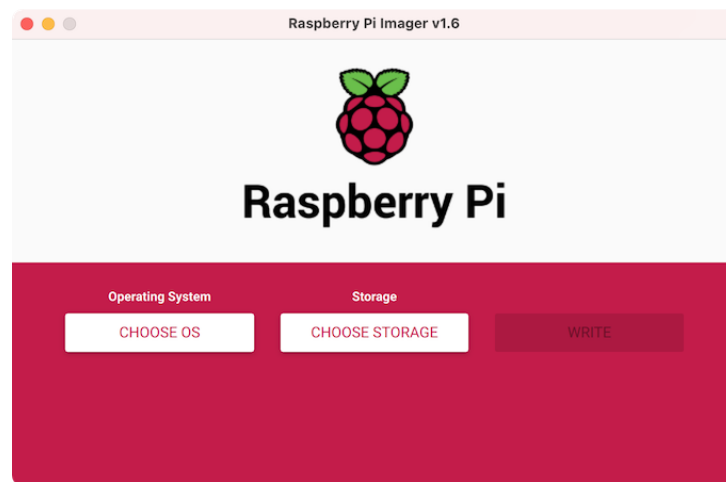 Raspberry Pi Imager v1.6
Raspberry Pi
Operating System
Storage
CHOOSE OS
CHOOSE STORAGE
WRITE